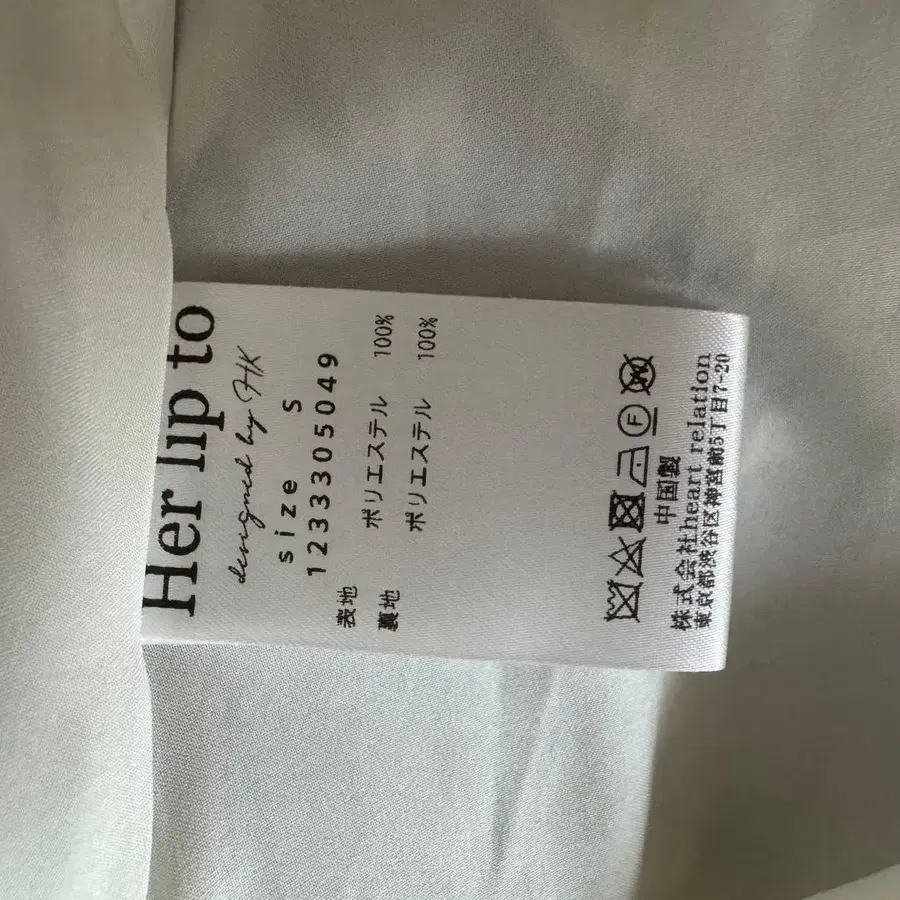 Her lip to
designed by HK
size S
1233305049
表地
ポリエステル 100%
裏地
ポリエステル 100%
F
W
中国製
株式会社heart relation
東京都渋谷区神宮前5丁目7-20